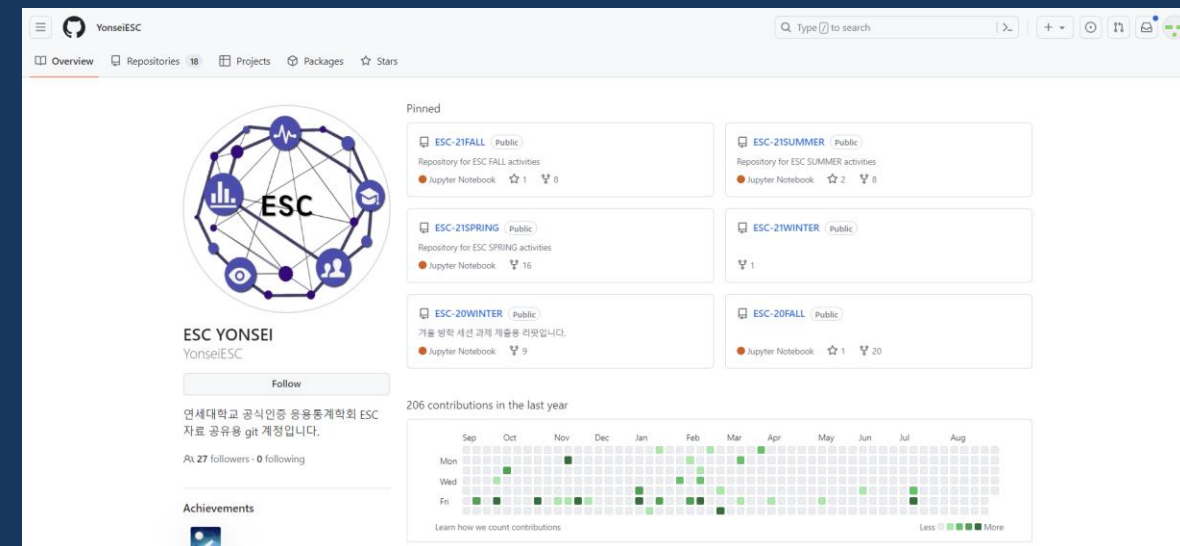 YonseiESC
Type / to search
Overview
Repositories 18
Projects
Packages
Stars
ESC
ESC YONSEI
YonseiESC
Follow
연세대학교 공식인증 응용통계학회 ESC
자료 공유용 git 계정입니다.
27 followers · 0 following
Achievements
Pinned
ESC-21FALL Public
Repository for ESC FALL activities
Jupyter Notebook 1 8
ESC-21SUMMER Public
Repository for ESC SUMMER activities
Jupyter Notebook 2 8
ESC-21SPRING Public
Repository for ESC SPRING activities
Jupyter Notebook 16
ESC-21WINTER Public
1
ESC-20WINTER Public
겨울 방학 세션 과제 제출용 리팟입니다.
Jupyter Notebook 9
ESC-20FALL Public
Jupyter Notebook 1 20
206 contributions in the last year
Sep Oct Nov Dec Jan Feb Mar Apr May Jun Jul Aug
Mon
Wed
Fri
Learn how we count contributions
Less More